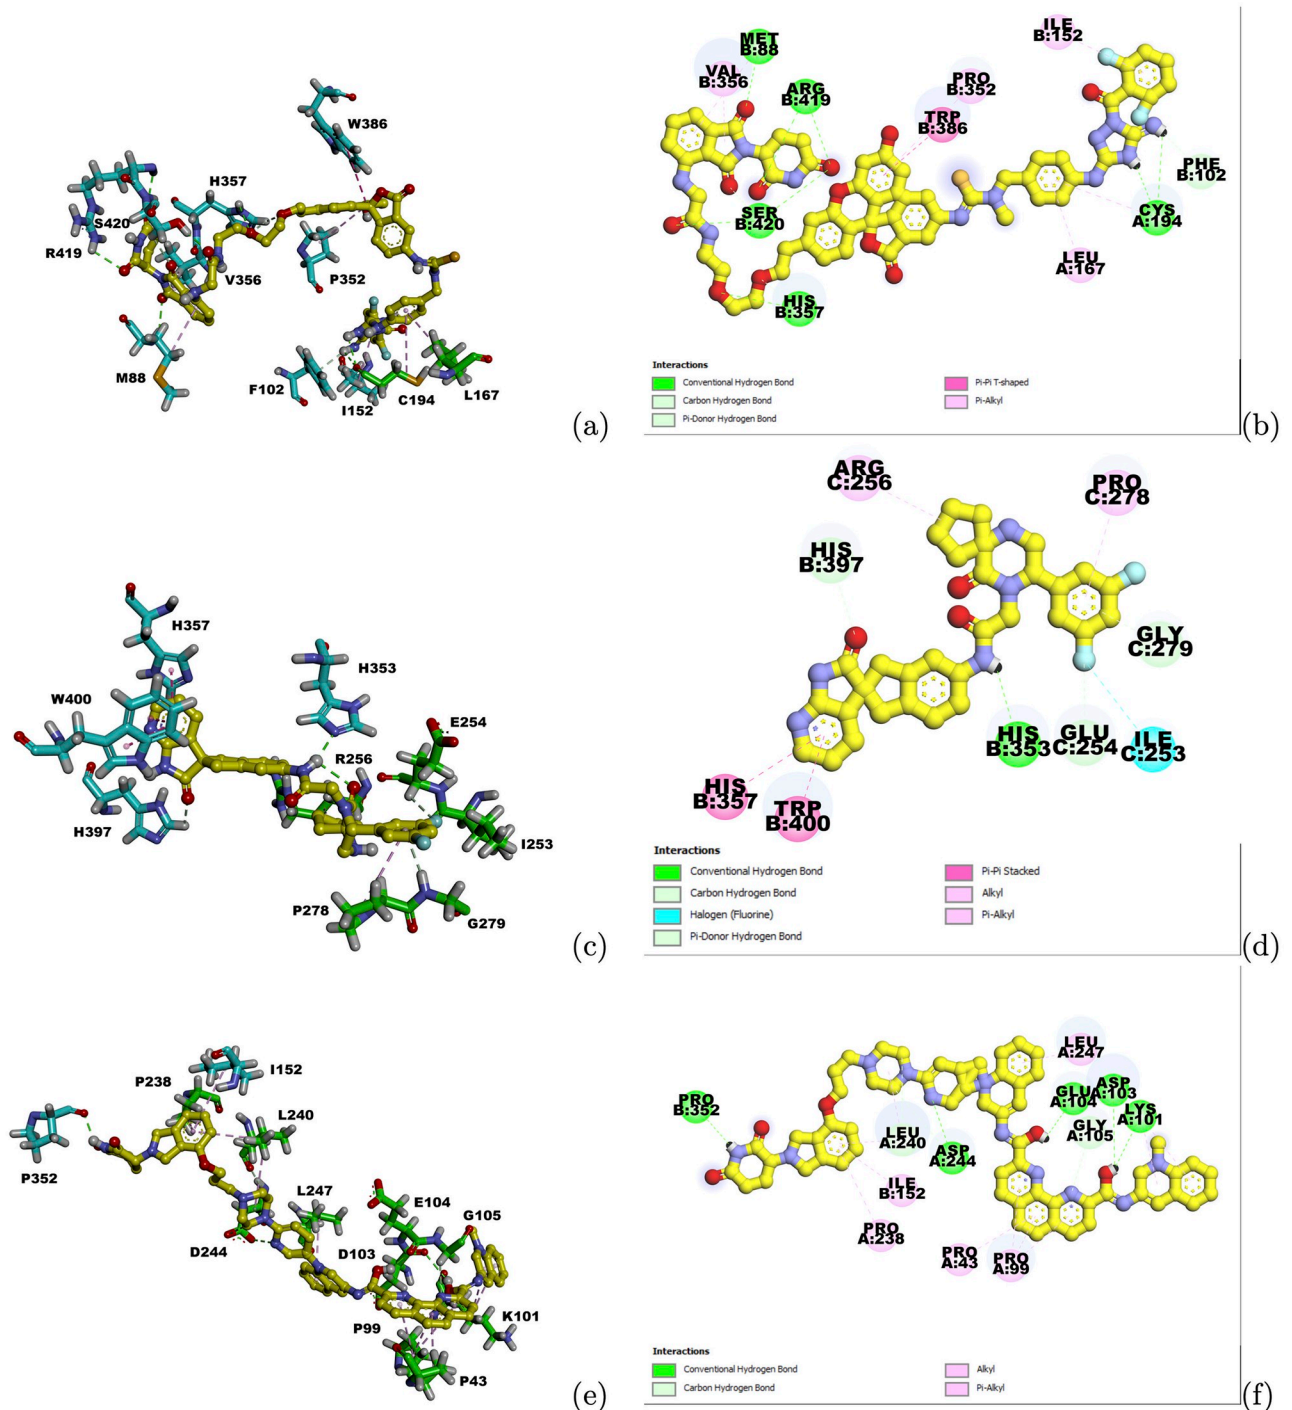 W386
H357
S420
R419
V356
P352
M88
F102
I152
C194
L167
(a)
MET
B:88
VAL
B:356
ARG
B:419
TRP
B:386
PRO
B:352
ILE
B:152
PHE
B:102
CYS
A:194
LEU
A:167
SER
B:420
HIS
B:357
Interactions
Conventional Hydrogen Bond
Carbon Hydrogen Bond
Pi-Donor Hydrogen Bond
Pi-Pi T-shaped
Pi-Alkyl
(b)
H357
H353
W400
E254
R256
H397
I253
P278
G279
(c)
ARG
C:256
PRO
C:278
HIS
B:397
GLY
C:279
HIS
B:353
GLU
C:254
ILE
C:253
HIS
B:357
TRP
B:400
Interactions
Conventional Hydrogen Bond
Carbon Hydrogen Bond
Halogen (Fluorine)
Pi-Donor Hydrogen Bond
Pi-Pi Stacked
Alkyl
Pi-Alkyl
(d)
I152
P238
L240
P352
L247
E104
G105
D244
D103
K101
P99
P43
(e)
LEU
A:247
PRO
B:352
GLU
A:104
ASP
A:103
LYS
A:101
GLY
A:105
LEU
A:240
ASP
A:244
ILE
B:152
PRO
A:238
PRO
A:43
PRO
A:99
Interactions
Conventional Hydrogen Bond
Carbon Hydrogen Bond
Alkyl
Pi-Alkyl
(f)